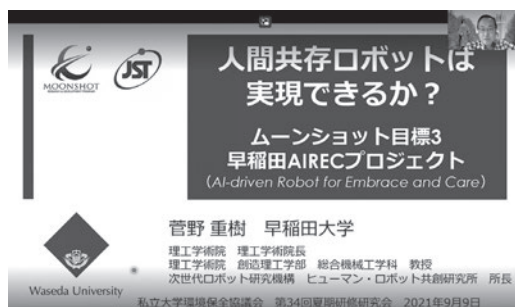 人間共存ロボットは
実現できるか？
MOONSHOT
JST
ムーンショット目標3
早稲田AIRECプロジェクト
(AI-driven Robot for Embrace and Care)
菅野 重樹 早稲田大学
理工学術院 理工学術院長
理工学術院 創造理工学部 総合機械工学科 教授
次世代ロボット研究機構 ヒューマン・ロボット共創研究所 所長
Waseda University
私立大学環境保全協議会 第34回夏期研修研究会 2021年9月9日